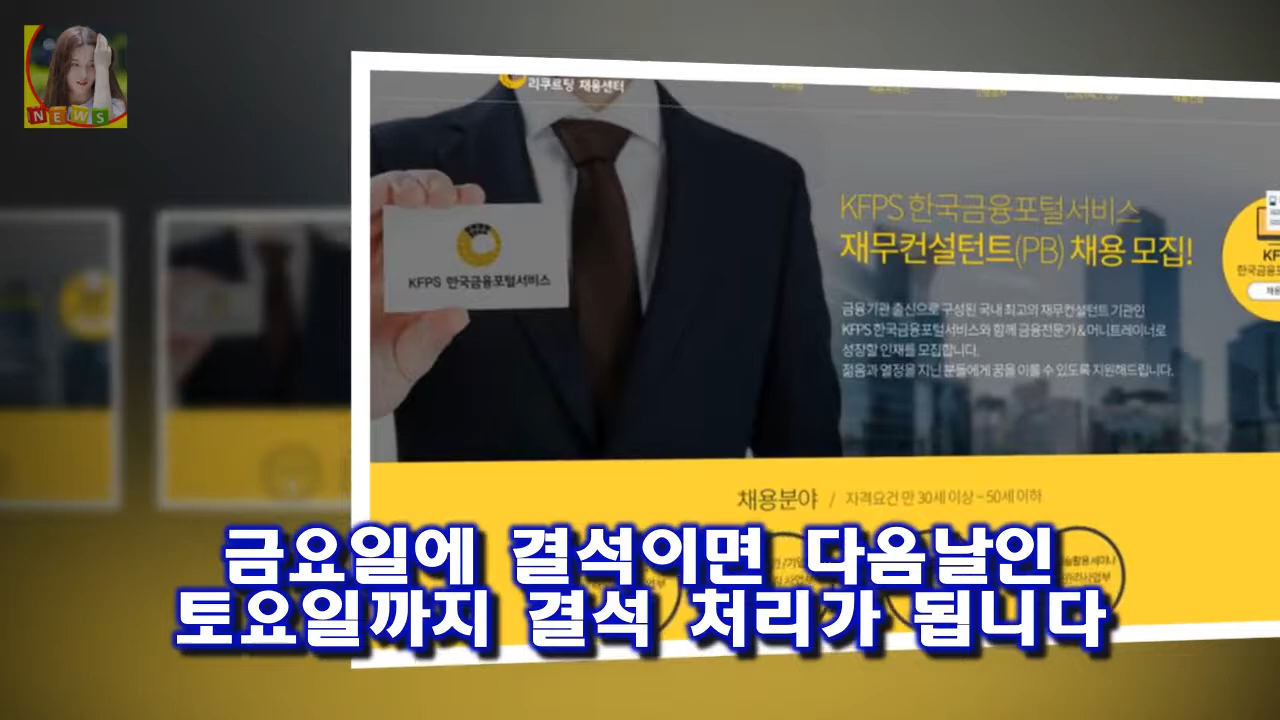 NEWS
리쿠르팅 채용센터
KFPS 한국금융포털서비스
KFPS 한국금융포털서비스
재무컨설턴트(PB) 채용 모집!
금융기관 출신으로 구성된 국내 최고의 재무컨설턴트 기관인
KFPS 한국금융포털서비스와 함께 금융전문가&머니트레이너로
성장할 인재를 모집합니다.
젊음과 열정을 지닌 분들에게 꿈을 이룰 수 있도록 지원해드립니다.
채용분야 / 자격요건 만 30세 이상 ~ 50세 이하
금요일에 결석이면 다음날인
토요일까지 결석 처리가 됩니다